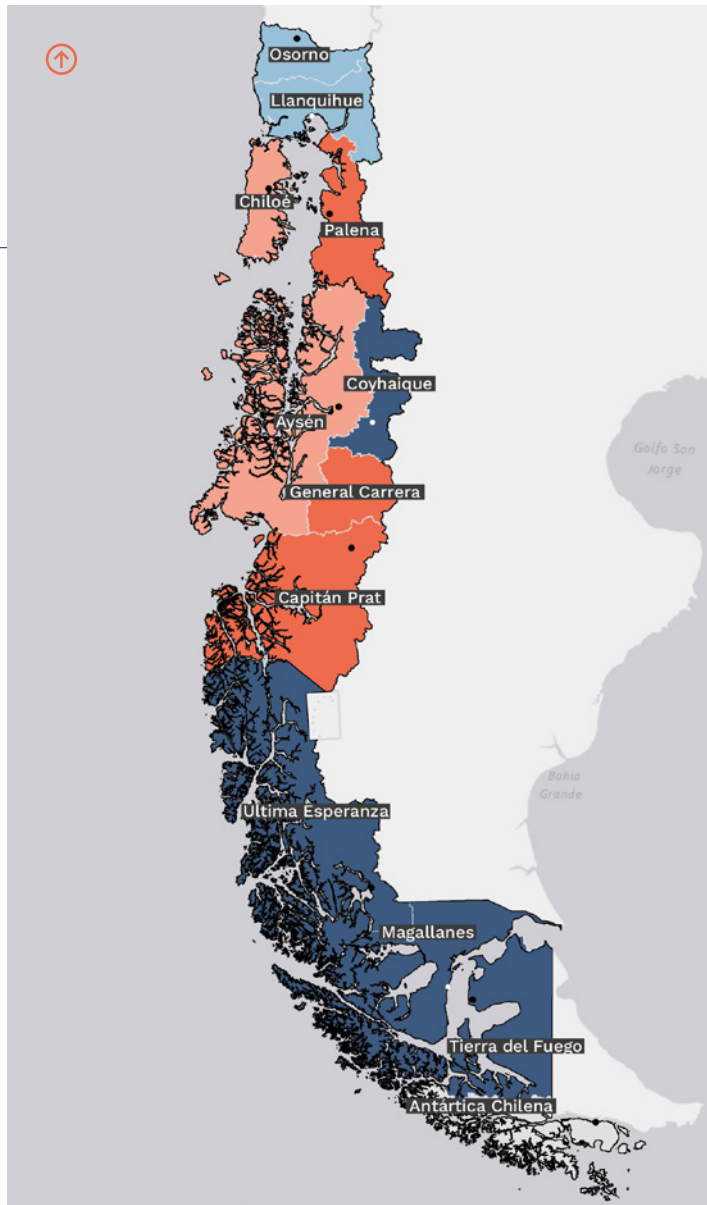 Osorno
Llanquihue
Chiloé
Palena
Coyhaique
Aysén
Golfo San
Jorge
General Carrera
Capitán Prat
Bahía
Grande
Última Esperanza
Magallanes
Tierra del Fuego
Antártica Chilena